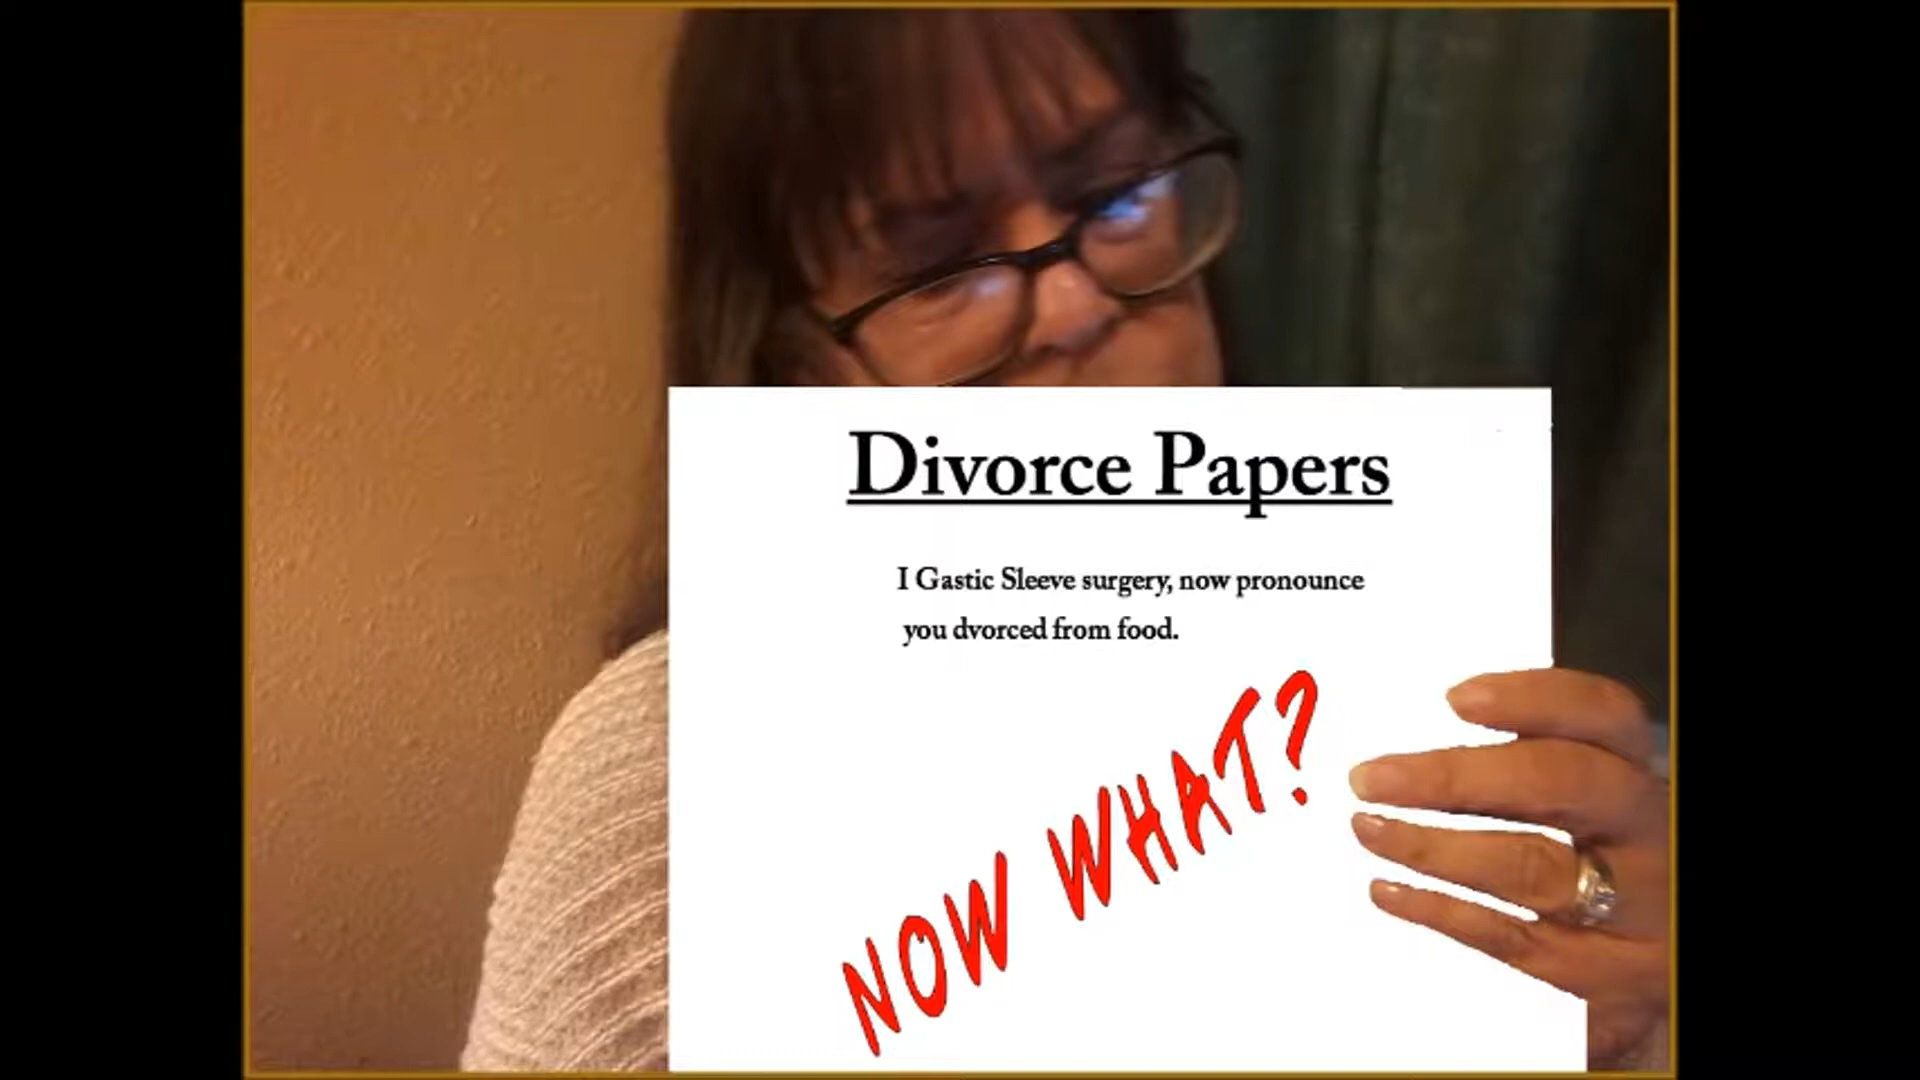 Divorce Papers
I Gastic Sleeve surgery, now pronounce
you dvorced from food.
NOW WHAT?